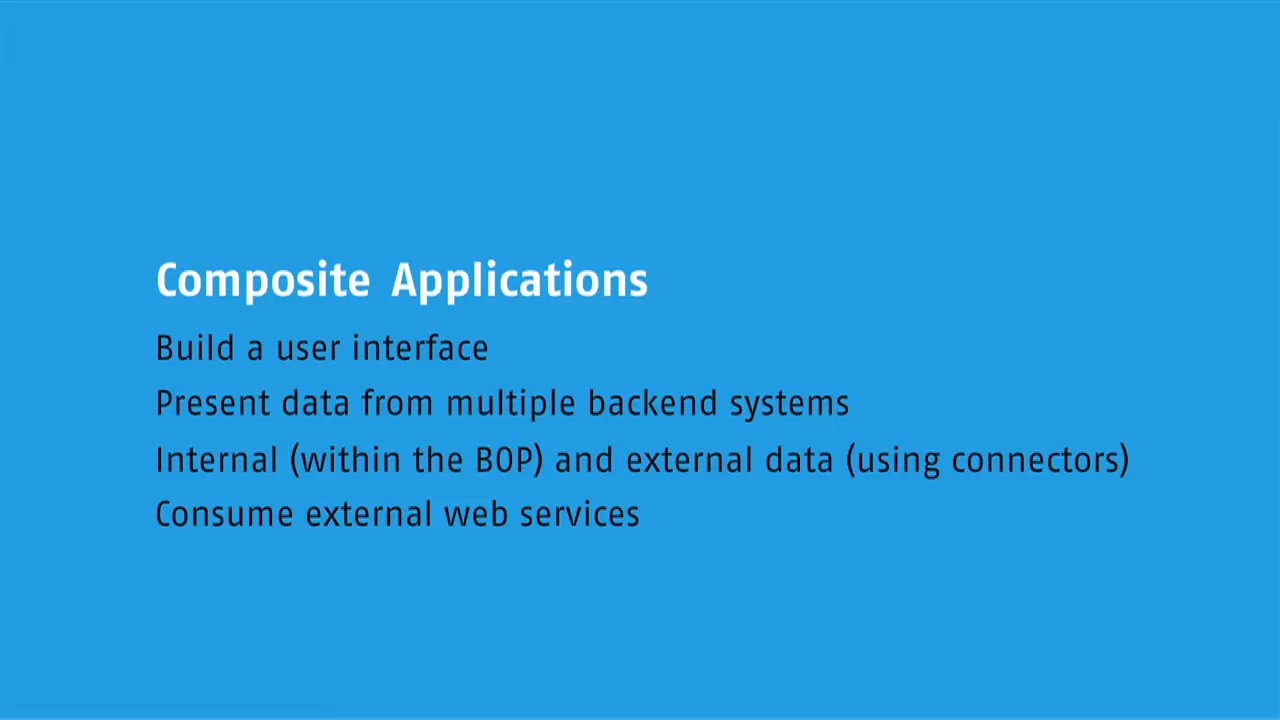 Composite Applications
Build a user interface
Present data from multiple backend systems
Internal (within the BOP) and external data (using connectors)
Consume external web services